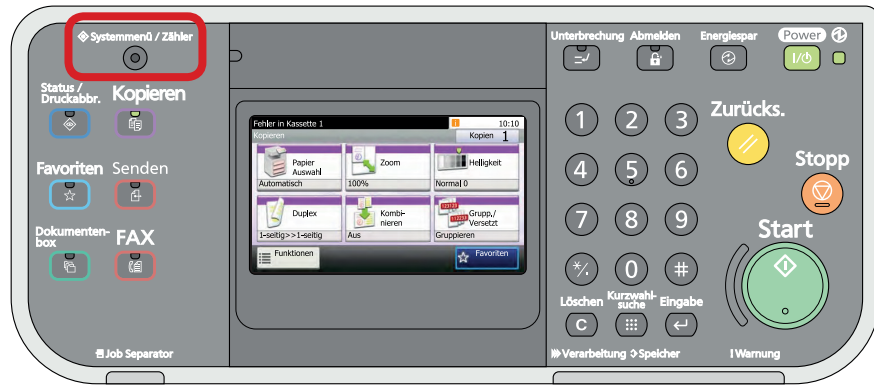 Systemmenü / Zähler
Status /
Druckabbr.
Kopieren
Favoriten
Senden
Dokumenten-
box
FAX
Job Separator
Fehler in Kassette 1
10:10
Kopieren
Kopien 1
Papier
Auswahl
Automatisch
Zoom
100%
Helligkeit
Normal 0
Duplex
1-seitig>>1-seitig
Kombi-
nieren
Aus
Grupp./
Versetzt
Gruppieren
Funktionen
Favoriten
Unterbrechung
Abmelden
Energiespar
Power
I/⏻
1 2 3
4 5 6
7 8 9
*/. 0 #
Zurücks.
Stopp
Start
Löschen
Kurzwahl-
suche
Eingabe
C
Verarbeitung
Speicher
Warnung